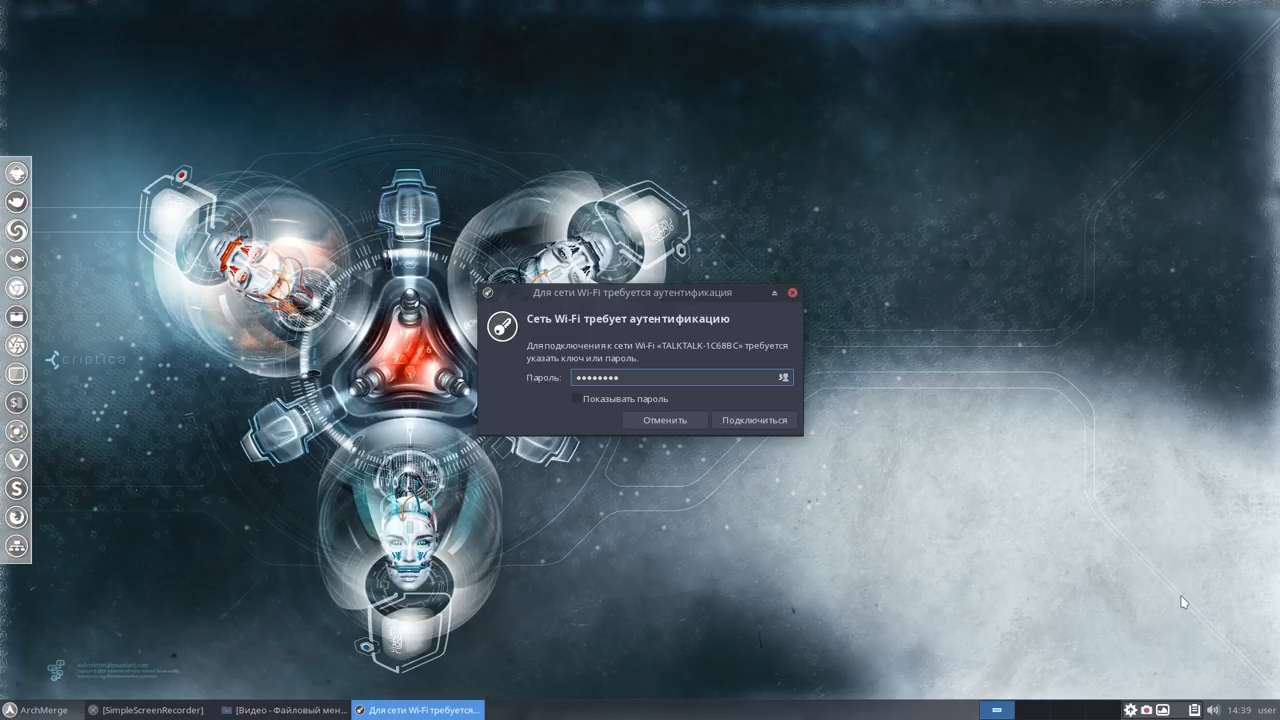 criptica
Для сети Wi-Fi требуется аутентификация
Сеть Wi-Fi требует аутентификацию
Для подключения к сети Wi-Fi «TALKTALK-1C68BC» требуется
указать ключ или пароль.
Пароль: ••••••••
Показывать пароль
Отменить Подключиться
ArchMerge [SimpleScreenRecorder] [Видео - Файловый мен... Для сети Wi-Fi требуется... 14:39 user